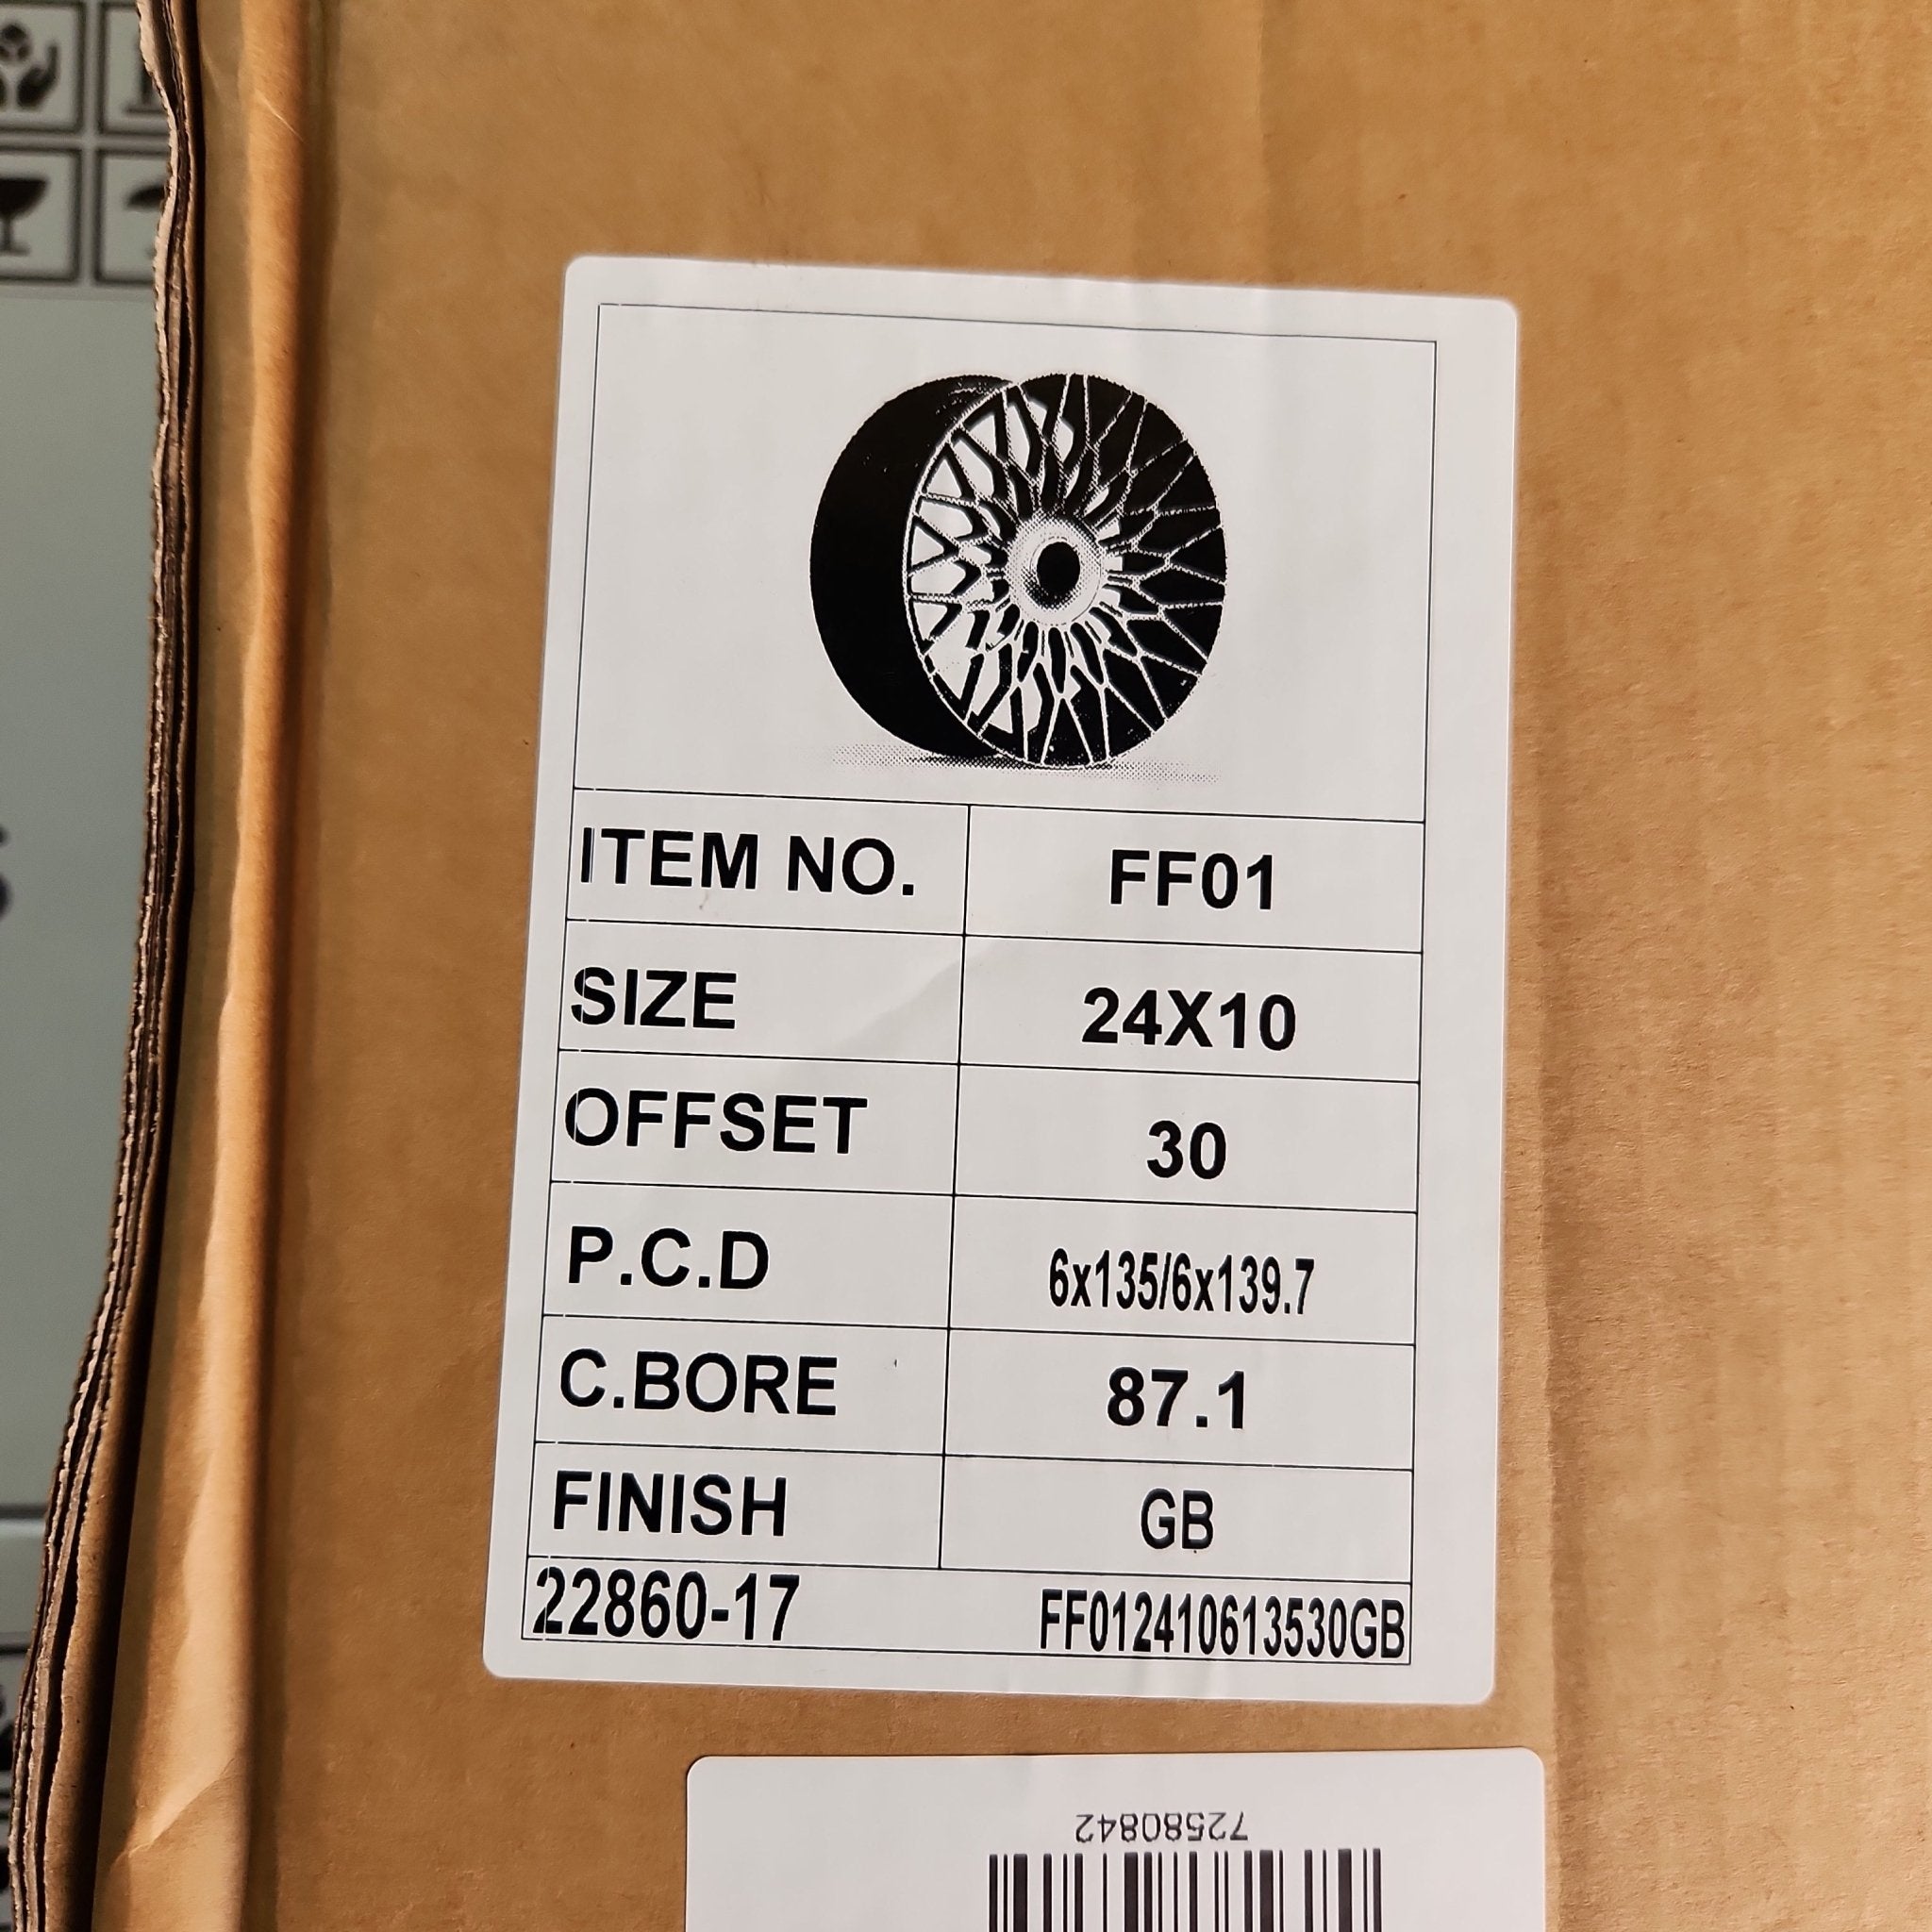 ITEM NO. FF01
SIZE 24X10
OFFSET 30
P.C.D 6x135/6x139.7
C.BORE 87.1
FINISH GB
22860-17 FF012410613530GB
72580842